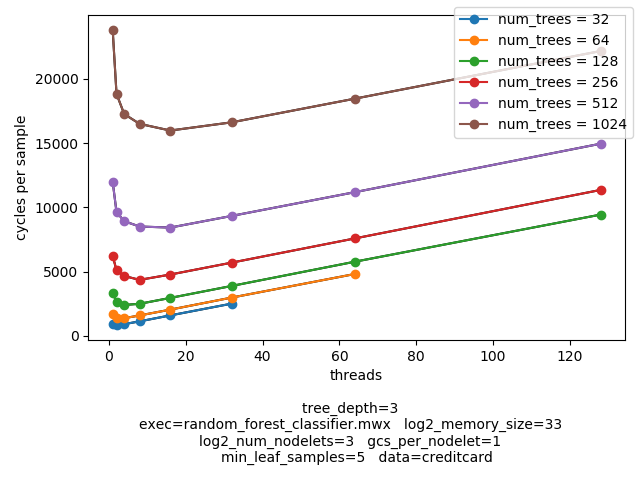 num_trees = 32
num_trees = 64
num_trees = 128
num_trees = 256
num_trees = 512
num_trees = 1024
20000
15000
10000
5000
0
cycles per sample
0 20 40 60 80 100 120
threads
tree_depth=3
exec=random_forest_classifier.mwx log2_memory_size=33
log2_num_nodelets=3 gcs_per_nodelet=1
min_leaf_samples=5 data=creditcard